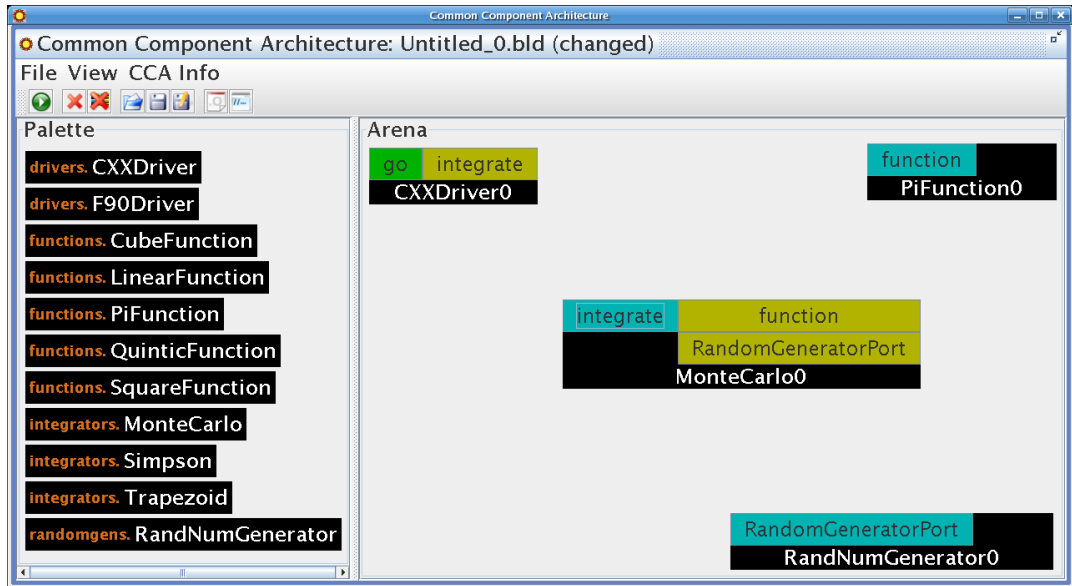 Common Component Architecture
Common Component Architecture: Untitled_0.bld (changed)
File View CCA Info
Palette
drivers. CXXDriver
drivers. F90Driver
functions. CubeFunction
functions. LinearFunction
functions. PiFunction
functions. QuinticFunction
functions. SquareFunction
integrators. MonteCarlo
integrators. Simpson
integrators. Trapezoid
randomgens. RandNumGenerator
Arena
go integrate
CXXDriver0
function
PiFunction0
integrate function
RandomGeneratorPort
MonteCarlo0
RandomGeneratorPort
RandNumGenerator0